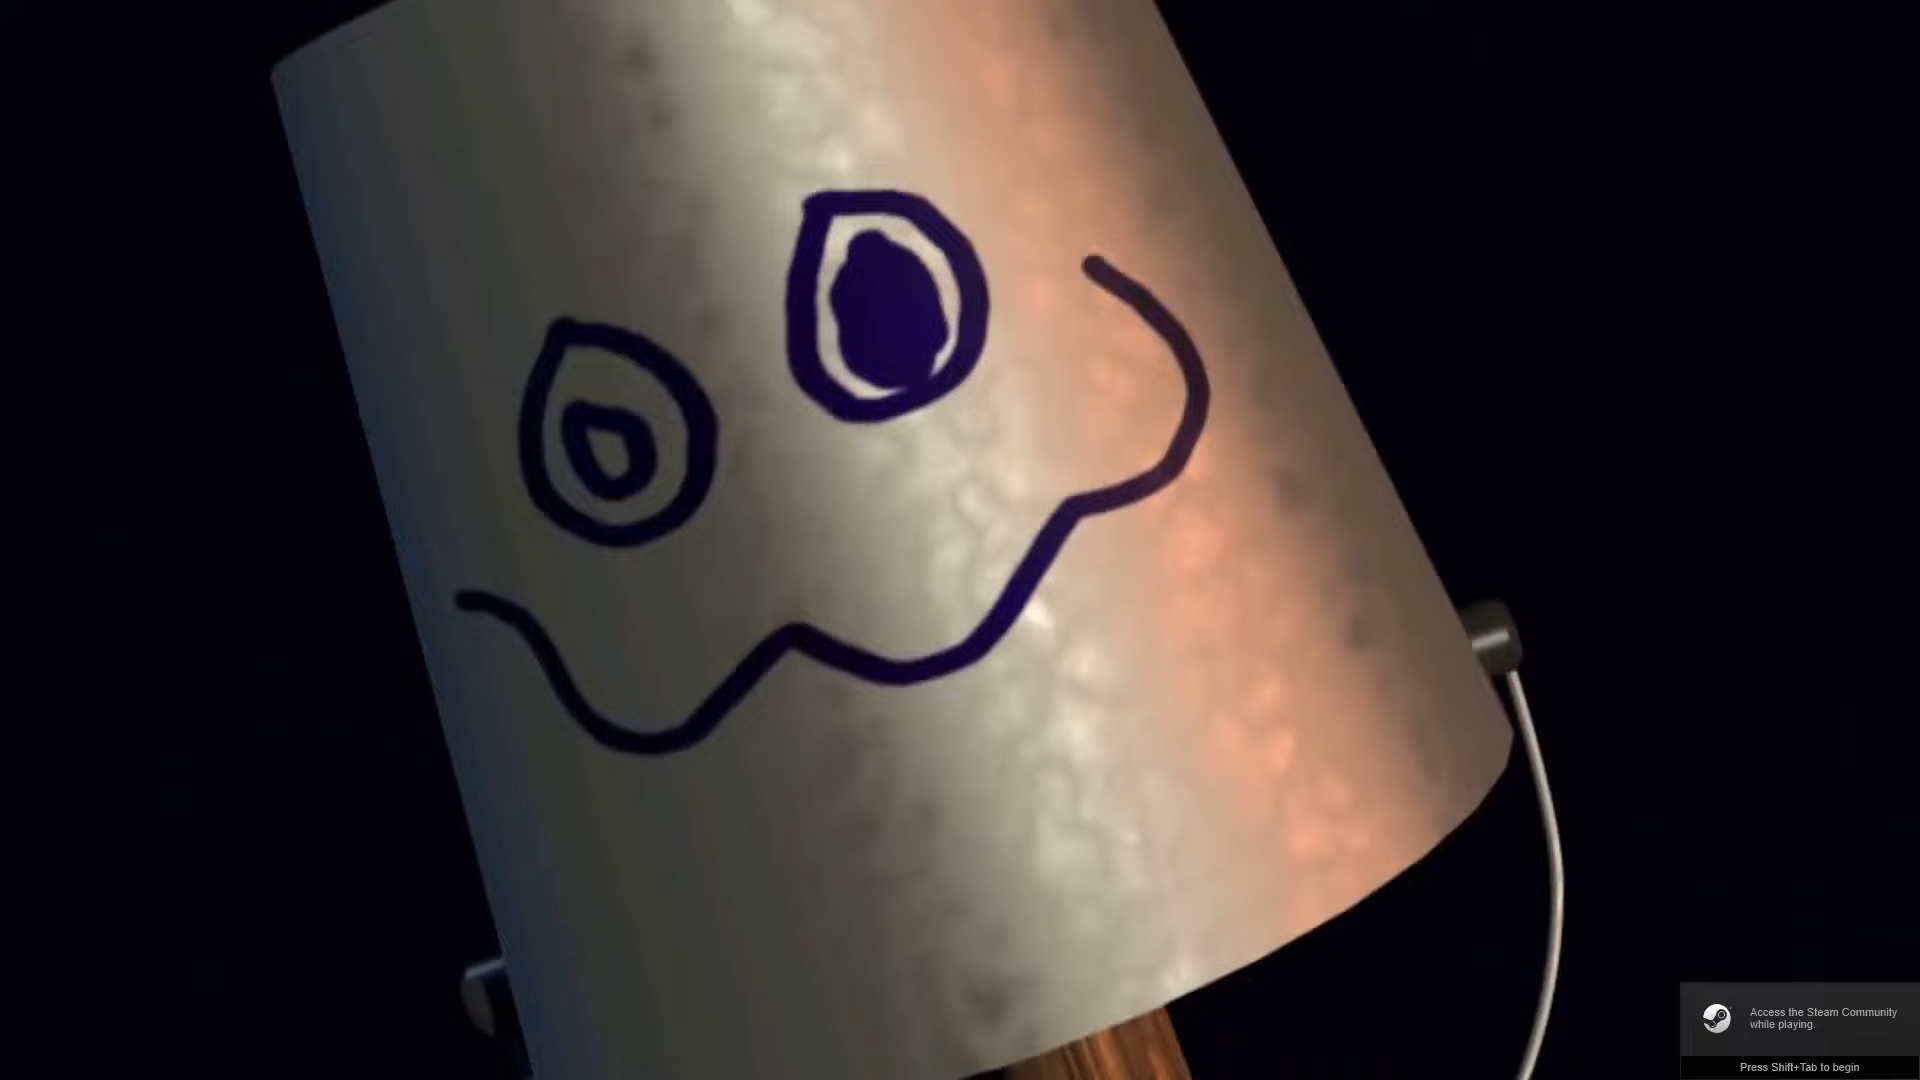 Access the Steam Community
while playing.
Press Shift+Tab to begin